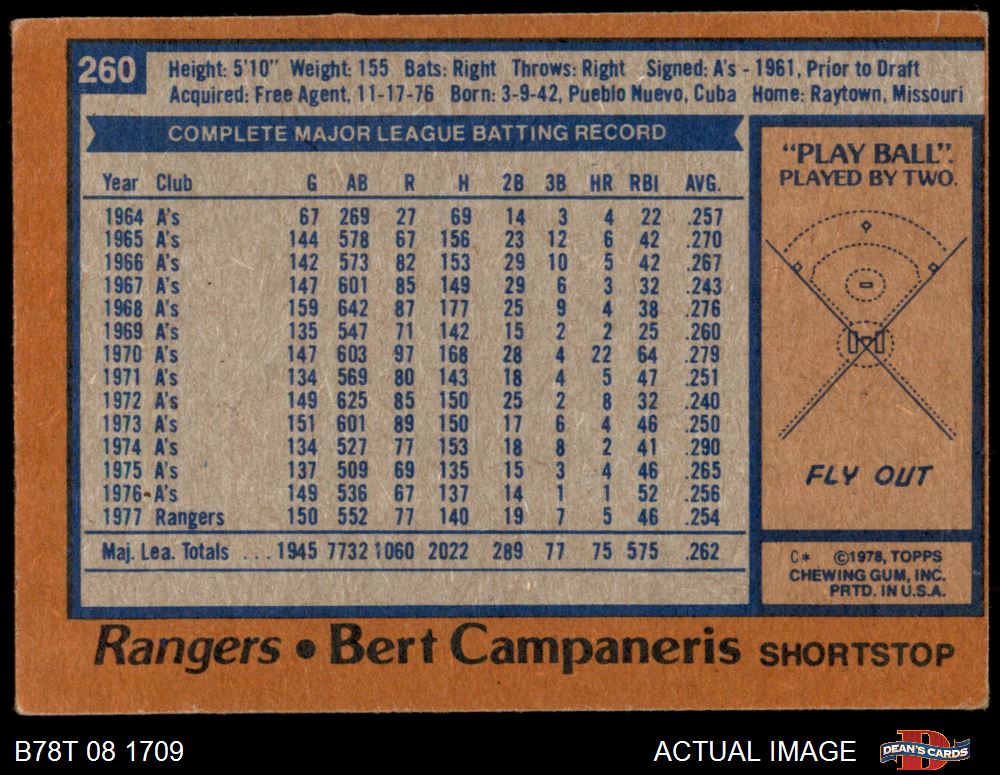 260
Height: 5'10" Weight: 155 Bats: Right Throws: Right Signed: A's - 1961, Prior to Draft
Acquired: Free Agent, 11-17-76 Born: 3-9-42, Pueblo Nuevo, Cuba Home: Raytown, Missouri
COMPLETE MAJOR LEAGUE BATTING RECORD
Year Club G AB R H 2B 3B HR RBI AVG.
1964 A's 67 269 27 69 14 3 4 22 .257
1965 A's 144 578 67 156 23 12 6 42 .270
1966 A's 142 573 82 153 29 10 5 42 .267
1967 A's 147 601 85 149 29 6 3 32 .243
1968 A's 159 642 87 177 25 9 4 38 .276
1969 A's 135 547 71 142 15 2 2 25 .260
1970 A's 147 603 97 168 28 4 22 64 .279
1971 A's 134 569 80 143 18 4 5 47 .251
1972 A's 149 625 85 150 25 2 8 32 .240
1973 A's 151 601 89 150 17 6 4 46 .250
1974 A's 134 527 77 153 18 8 2 41 .290
1975 A's 137 509 69 135 15 3 4 46 .265
1976 A's 149 536 67 137 14 1 1 52 .256
1977 Rangers 150 552 77 140 19 7 5 46 .254
Maj. Lea. Totals ... 1945 7732 1060 2022 289 77 75 575 .262
"PLAY BALL".
PLAYED BY TWO.
FLY OUT
C* ©1978, TOPPS
CHEWING GUM, INC.
PRTD. IN U.S.A.
Rangers • Bert Campaneris SHORTSTOP
B78T 08 1709
ACTUAL IMAGE
DEAN'S CARDS